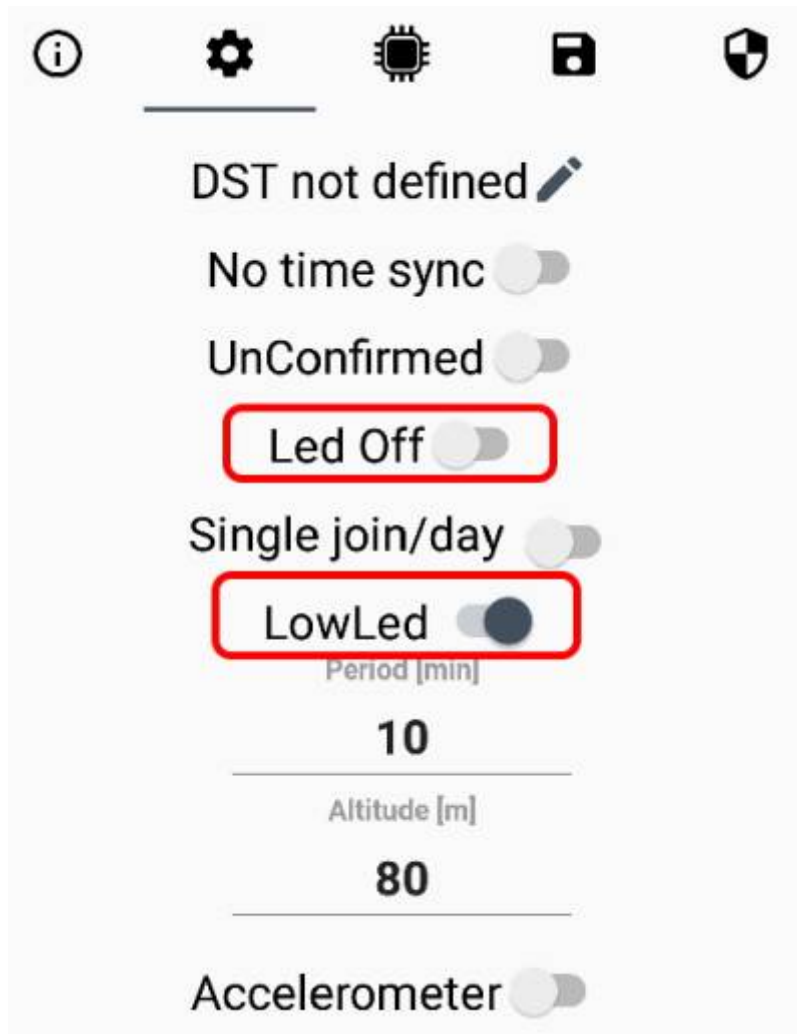 DST not defined
No time sync
UnConfirmed
Led Off
Single join/day
LowLed
Period [min]
10
Altitude [m]
80
Accelerometer